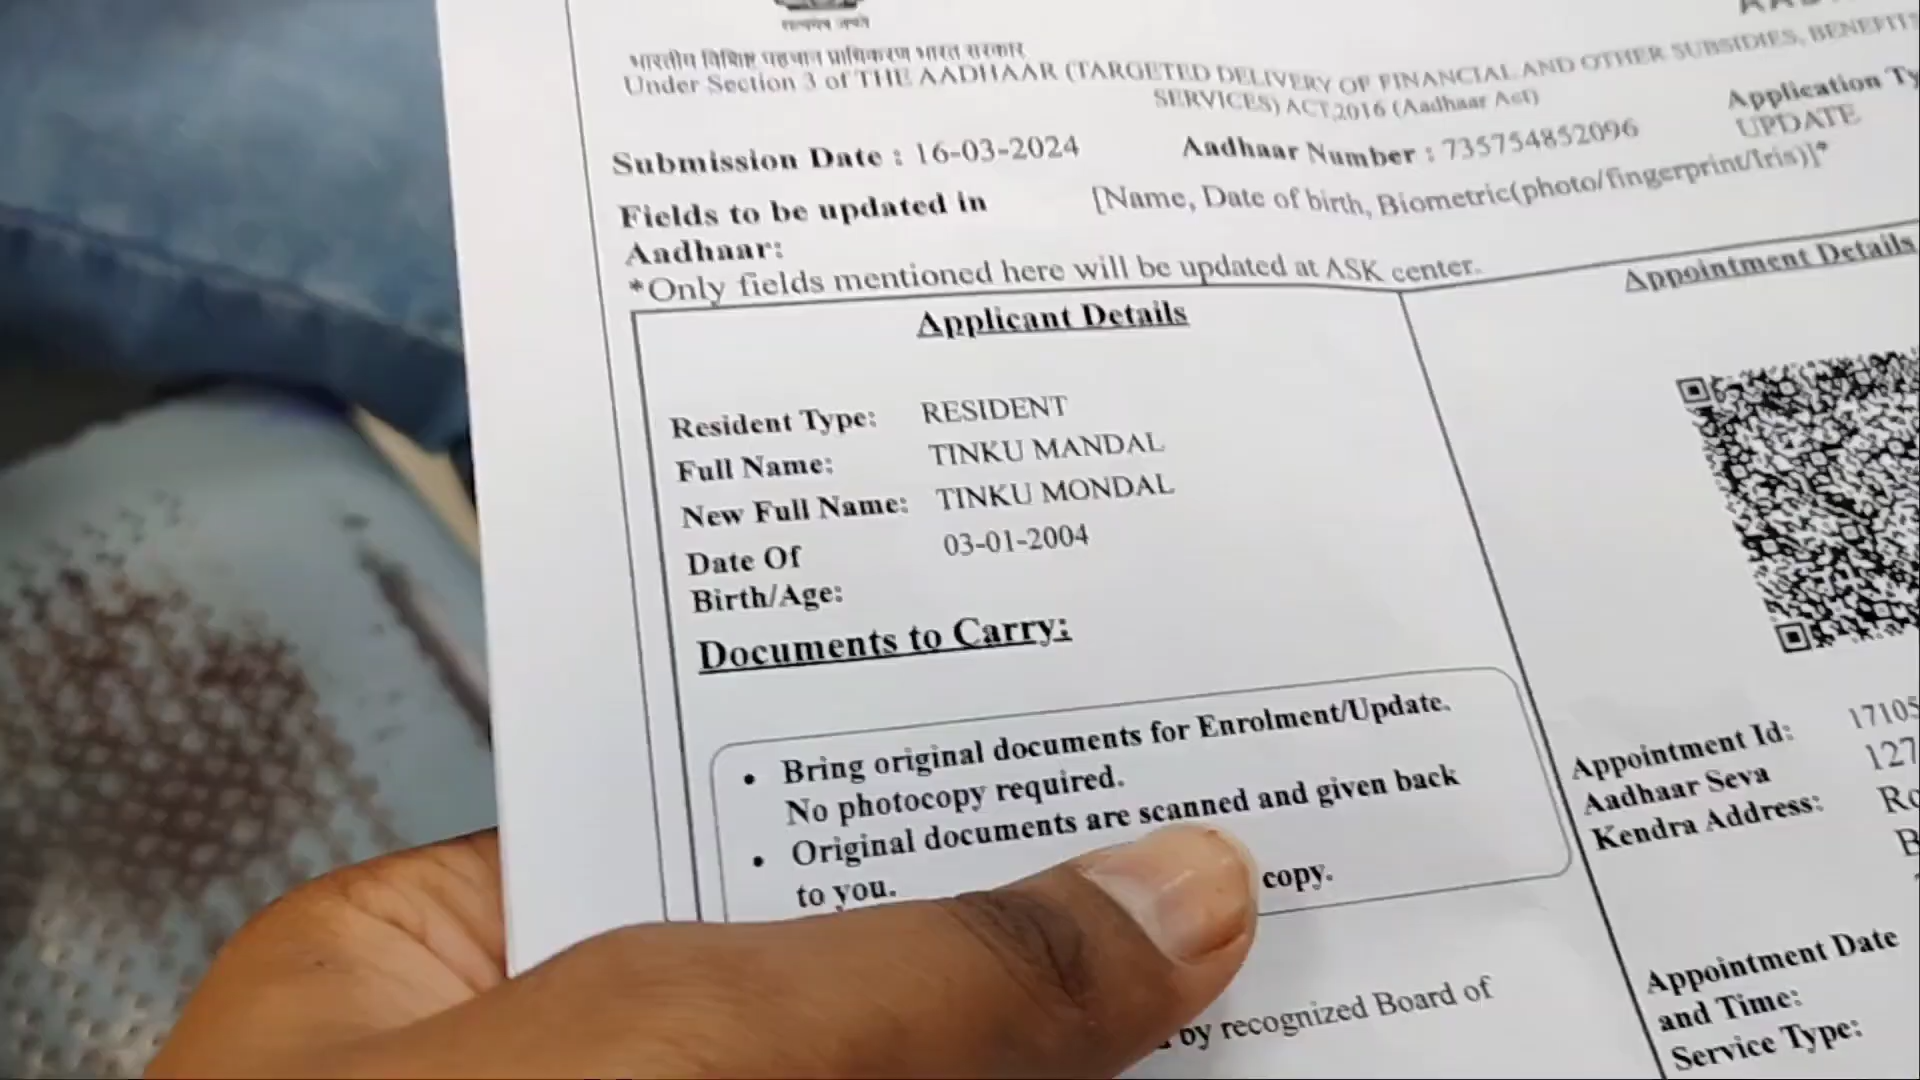 सत्यमेव जयते
भारतीय विशिष्ट पहचान प्राधिकरण भारत सरकार
Under Section 3 of THE AADHAAR (TARGETED DELIVERY OF FINANCIAL AND OTHER SUBSIDIES, BENEFITS
SERVICES) ACT,2016 (Aadhaar Act)
Application Ty
UPDATE
Submission Date : 16-03-2024 Aadhaar Number : 735754852096
Fields to be updated in Aadhaar: [Name, Date of birth, Biometric(photo/fingerprint/Iris)]*
*Only fields mentioned here will be updated at ASK center.
Applicant Details
Resident Type: RESIDENT
Full Name: TINKU MANDAL
New Full Name: TINKU MONDAL
Date Of 03-01-2004
Birth/Age:
Documents to Carry:
• Bring original documents for Enrolment/Update.
No photocopy required.
• Original documents are scanned and given back
to you. copy.
by recognized Board of
Appointment Details
Appointment Id: 17105
Aadhaar Seva 127
Kendra Address: Ro
Appointment Date
and Time:
Service Type: